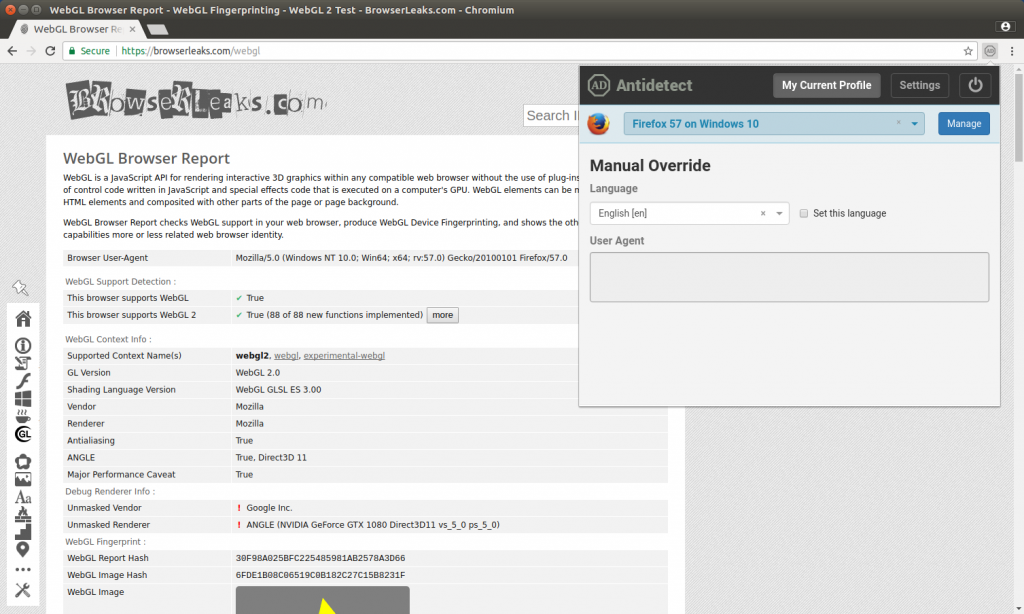 WebGL Browser Report - WebGL Fingerprinting - WebGL 2 Test - BrowserLeaks.com - Chromium
WebGL Browser Re
Secure https://browserleaks.com/webgl
BrowserLeaks.com
Search
AD Antidetect My Current Profile Settings
Firefox 57 on Windows 10 × Manage
Manual Override
Language
English [en] × Set this language
User Agent
WebGL Browser Report
WebGL is a JavaScript API for rendering interactive 3D graphics within any compatible web browser without the use of plug-ins
of control code written in JavaScript and special effects code that is executed on a computer's GPU. WebGL elements can be
HTML elements and composited with other parts of the page or page background.
WebGL Browser Report checks WebGL support in your web browser, produce WebGL Device Fingerprinting, and shows the
capabilities more or less related web browser identity.
Browser User-Agent Mozilla/5.0 (Windows NT 10.0; Win64; x64; rv:57.0) Gecko/20100101 Firefox/57.0
WebGL Support Detection :
This browser supports WebGL ✔ True
This browser supports WebGL 2 ✔ True (88 of 88 new functions implemented) more
WebGL Context Info :
Supported Context Name(s) webgl2, webgl, experimental-webgl
GL Version WebGL 2.0
Shading Language Version WebGL GLSL ES 3.00
Vendor Mozilla
Renderer Mozilla
Antialiasing True
ANGLE True, Direct3D 11
Major Performance Caveat True
Debug Renderer Info :
Unmasked Vendor ! Google Inc.
Unmasked Renderer ! ANGLE (NVIDIA GeForce GTX 1080 Direct3D11 vs_5_0 ps_5_0)
WebGL Fingerprint :
WebGL Report Hash 30F98A025BFC225485981AB2578A3D66
WebGL Image Hash 6FDE1B08C06519C0B182C27C15B8231F
WebGL Image
GL
Aa